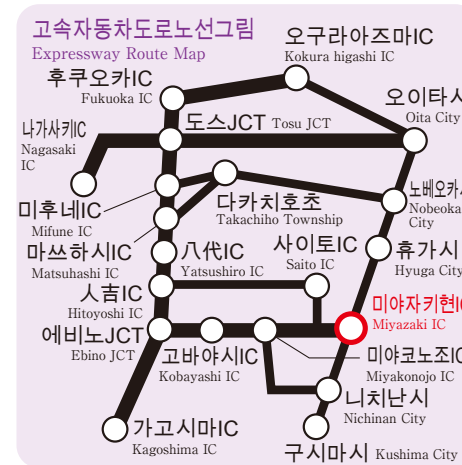 고속자동차도로노선그림
Expressway Route Map
오구라아즈마IC
Kokura higashi IC
후쿠오카IC
Fukuoka IC
오이타시
Oita City
나가사키IC
Nagasaki
IC
도스JCT Tosu JCT
미후네IC
Mifune IC
다카치호초
Takachiho Township
노베오카시
Nobeoka
City
마쓰하시IC
Matsuhashi IC
八代IC
Yatsushiro IC
사이토IC
Saito IC
휴가시
Hyuga City
人吉IC
Hitoyoshi IC
미야자키현IC
Miyazaki IC
에비노JCT
Ebino JCT
고바야시IC
Kobayashi IC
미야코노조IC
Miyakonojo IC
니치난시
Nichinan City
가고시마IC
Kagoshima IC
구시마시 Kushima City